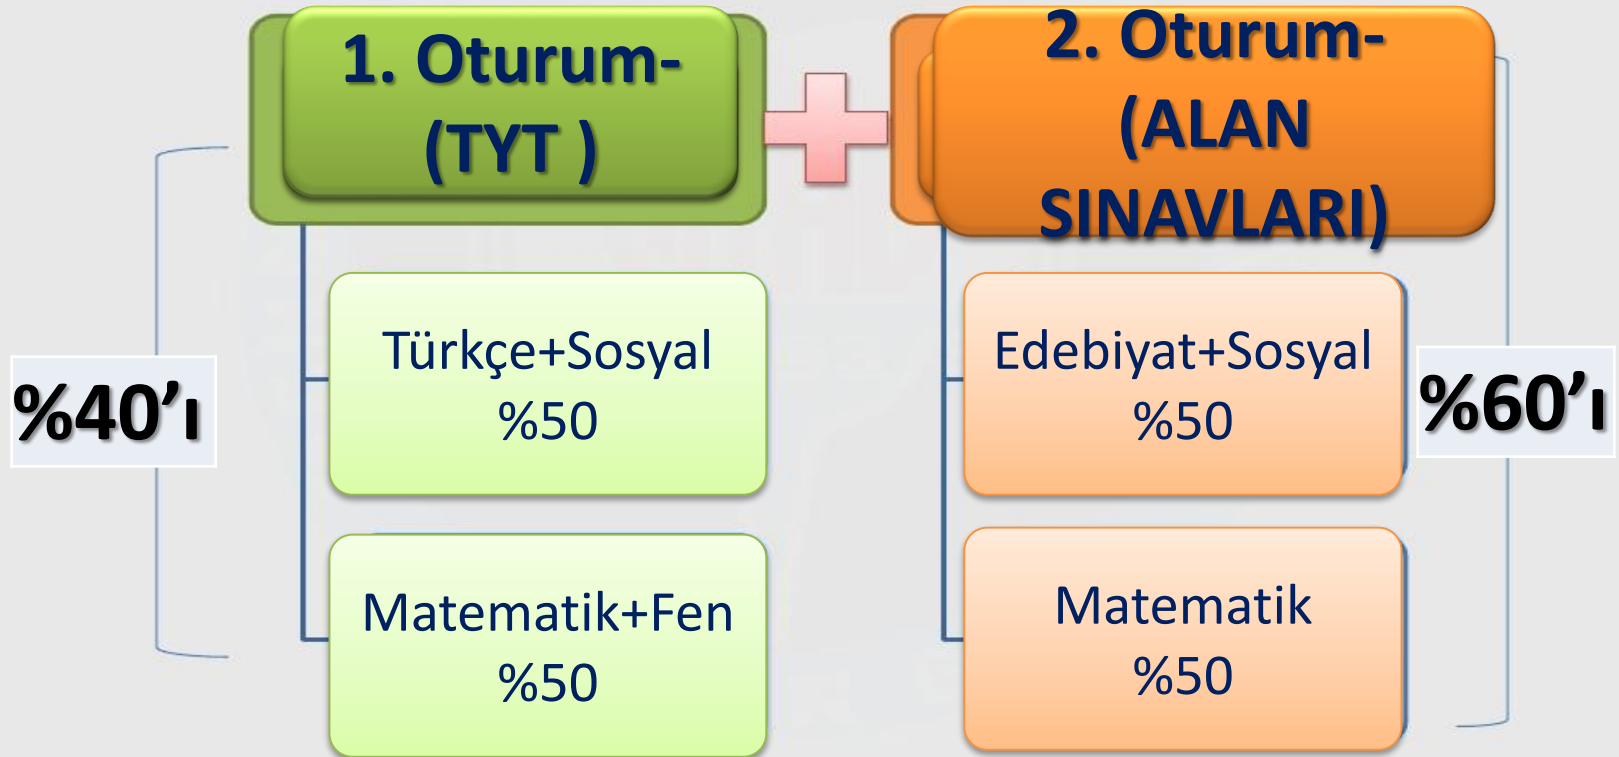 1. Oturum-
(TYT )
2. Oturum-
(ALAN
SINAVLARI)
%40’ı
Türkçe+Sosyal
%50
Matematik+Fen
%50
Edebiyat+Sosyal
%50
Matematik
%50
%60’ı